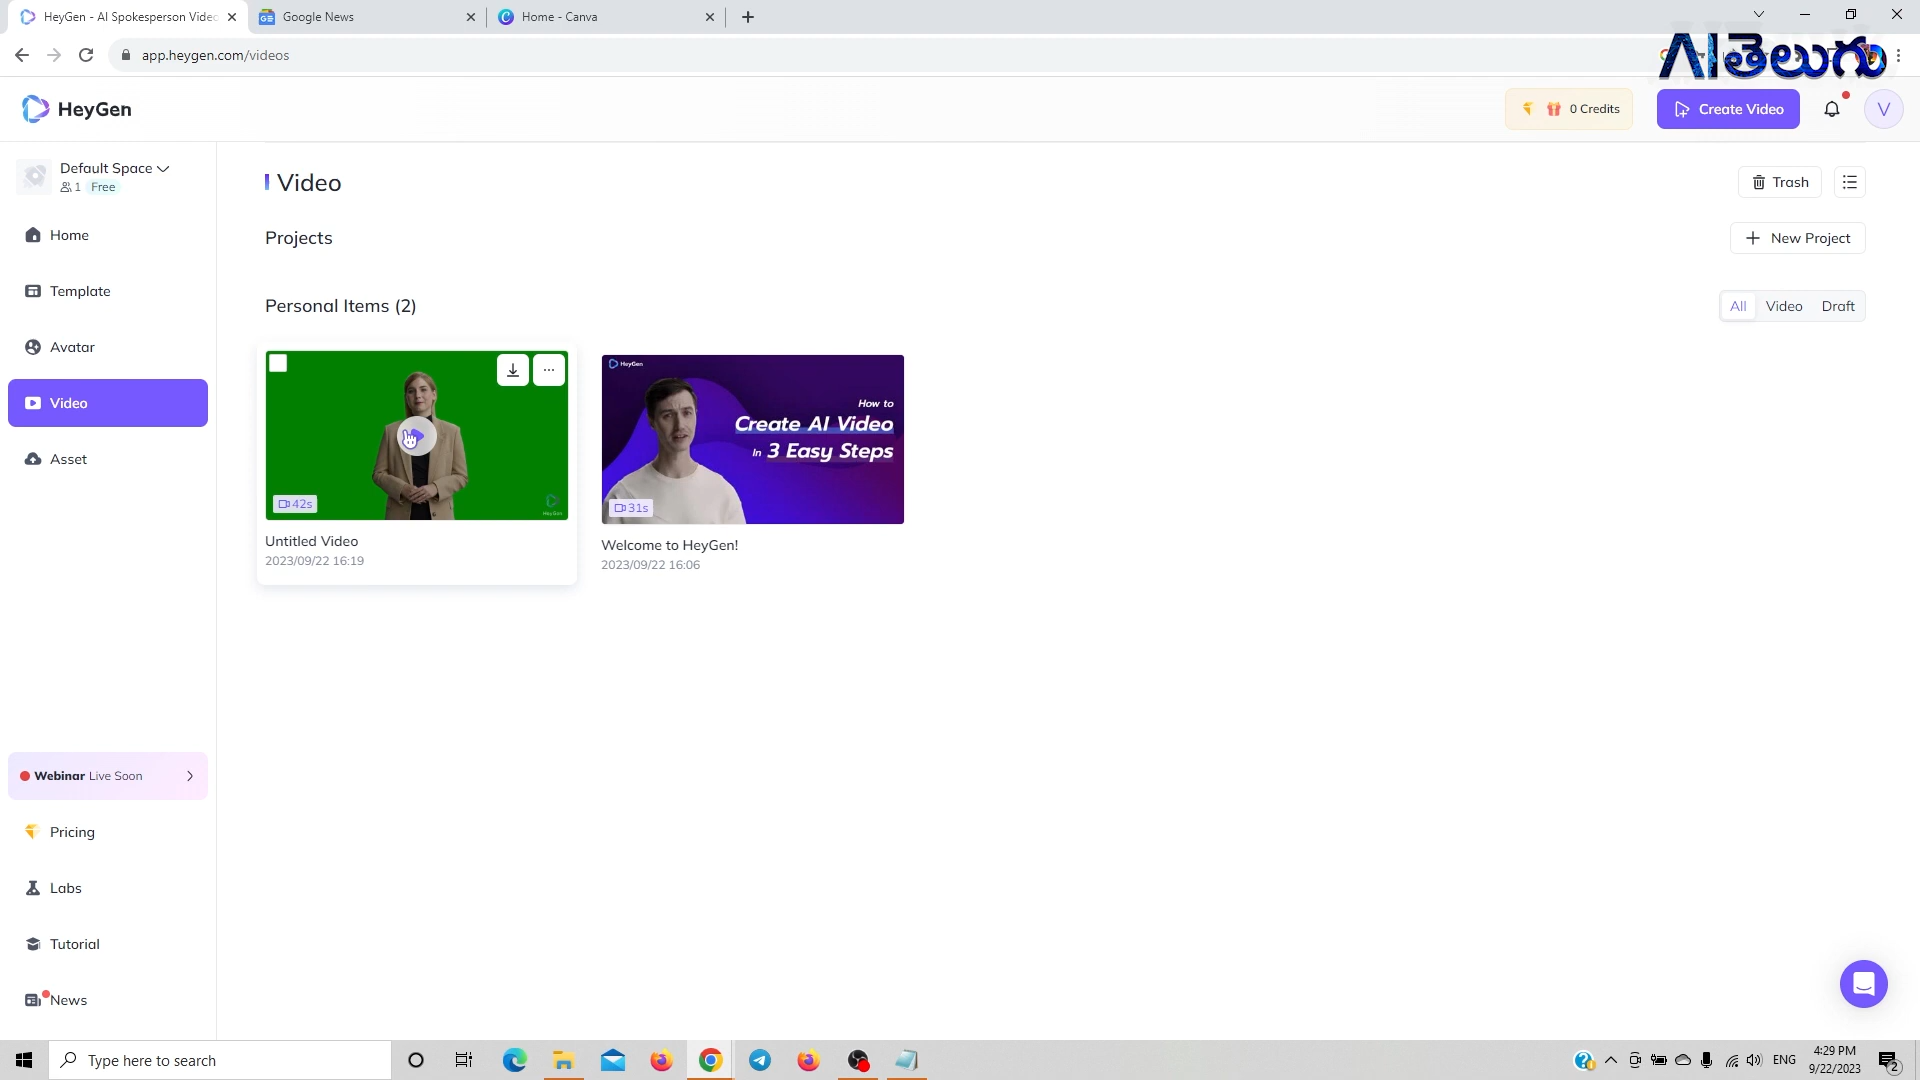 HeyGen - AI Spokesperson Video
Google News
Home - Canva
app.heygen.com/videos
AI తెలుగు
HeyGen
0 Credits
Create Video
V
Default Space
1 Free
Video
Trash
Home
Projects
New Project
Template
Personal Items (2)
All Video Draft
Avatar
HeyGen
How to
Create AI Video
In 3 Easy Steps
Video
Asset
42s
HeyGen
31s
Untitled Video
2023/09/22 16:19
Welcome to HeyGen!
2023/09/22 16:06
Webinar Live Soon
Pricing
Labs
Tutorial
News
Type here to search
ENG
4:29 PM
9/22/2023
2